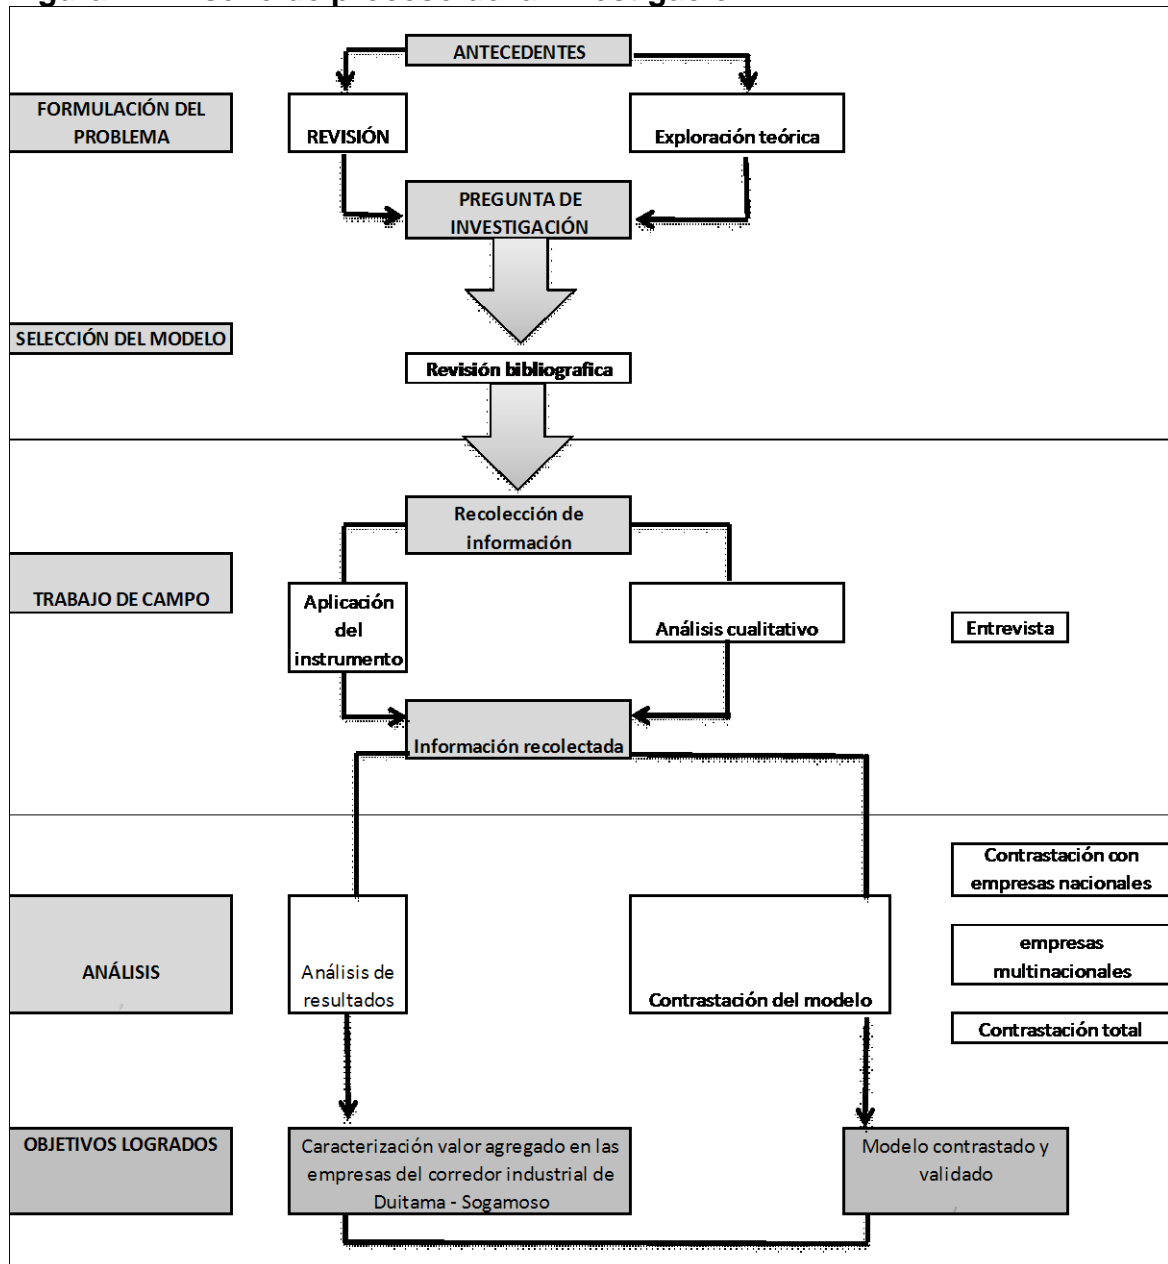 ANTECEDENTES
FORMULACIÓN DEL
PROBLEMA
REVISIÓN
Exploración teórica
PREGUNTA DE
INVESTIGACIÓN
SELECCIÓN DEL MODELO
Revisión bibliografica
Recolección de
información
TRABAJO DE CAMPO
Aplicación
del
instrumento
Análisis cualitativo
Entrevista
Información recolectada
Contrastación con
empresas nacionales
ANÁLISIS
Análisis de
resultados
Contrastación del modelo
empresas
multinacionales
Contrastación total
OBJETIVOS LOGRADOS
Caracterización valor agregado en las
empresas del corredor industrial de
Duitama - Sogamoso
Modelo contrastado y
validado